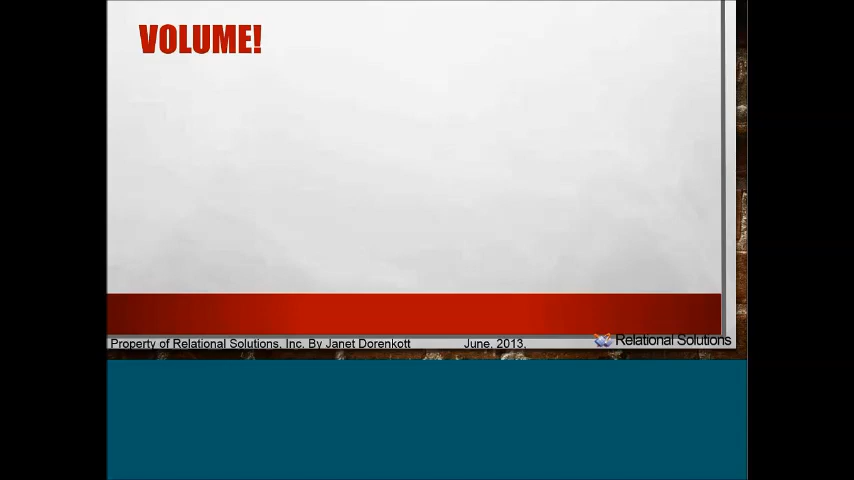 VOLUME!
Property of Relational Solutions, Inc. By Janet Dorenkott June, 2013, Relational Solutions